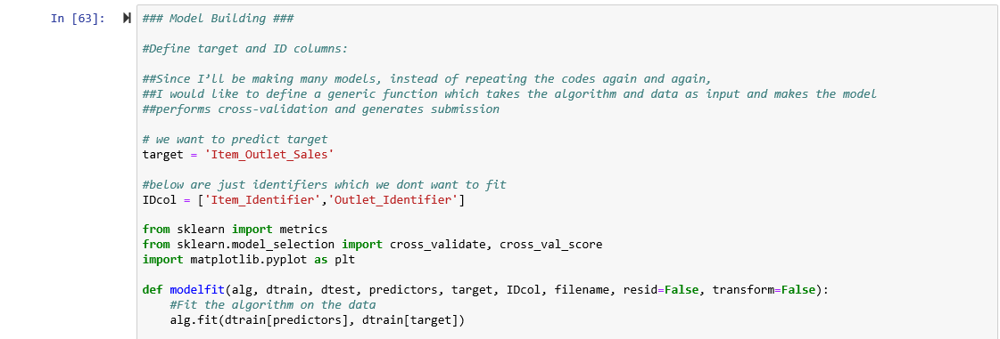 In [63]:
### Model Building ###
#Define target and ID columns:
##Since I’ll be making many models, instead of repeating the codes again and again,
##I would like to define a generic function which takes the algorithm and data as input and makes the model
##performs cross-validation and generates submission
# we want to predict target
target = 'Item_Outlet_Sales'
#below are just identifiers which we dont want to fit
IDcol = ['Item_Identifier','Outlet_Identifier']
from sklearn import metrics
from sklearn.model_selection import cross_validate, cross_val_score
import matplotlib.pyplot as plt
def modelfit(alg, dtrain, dtest, predictors, target, IDcol, filename, resid=False, transform=False):
    #Fit the algorithm on the data
    alg.fit(dtrain[predictors], dtrain[target])